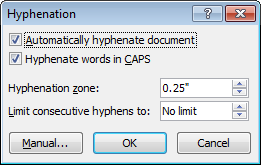 Hyphenation
Automatically hyphenate document
Hyphenate words in CAPS
Hyphenation zone: 0.25"
Limit consecutive hyphens to: No limit
Manual... OK Cancel